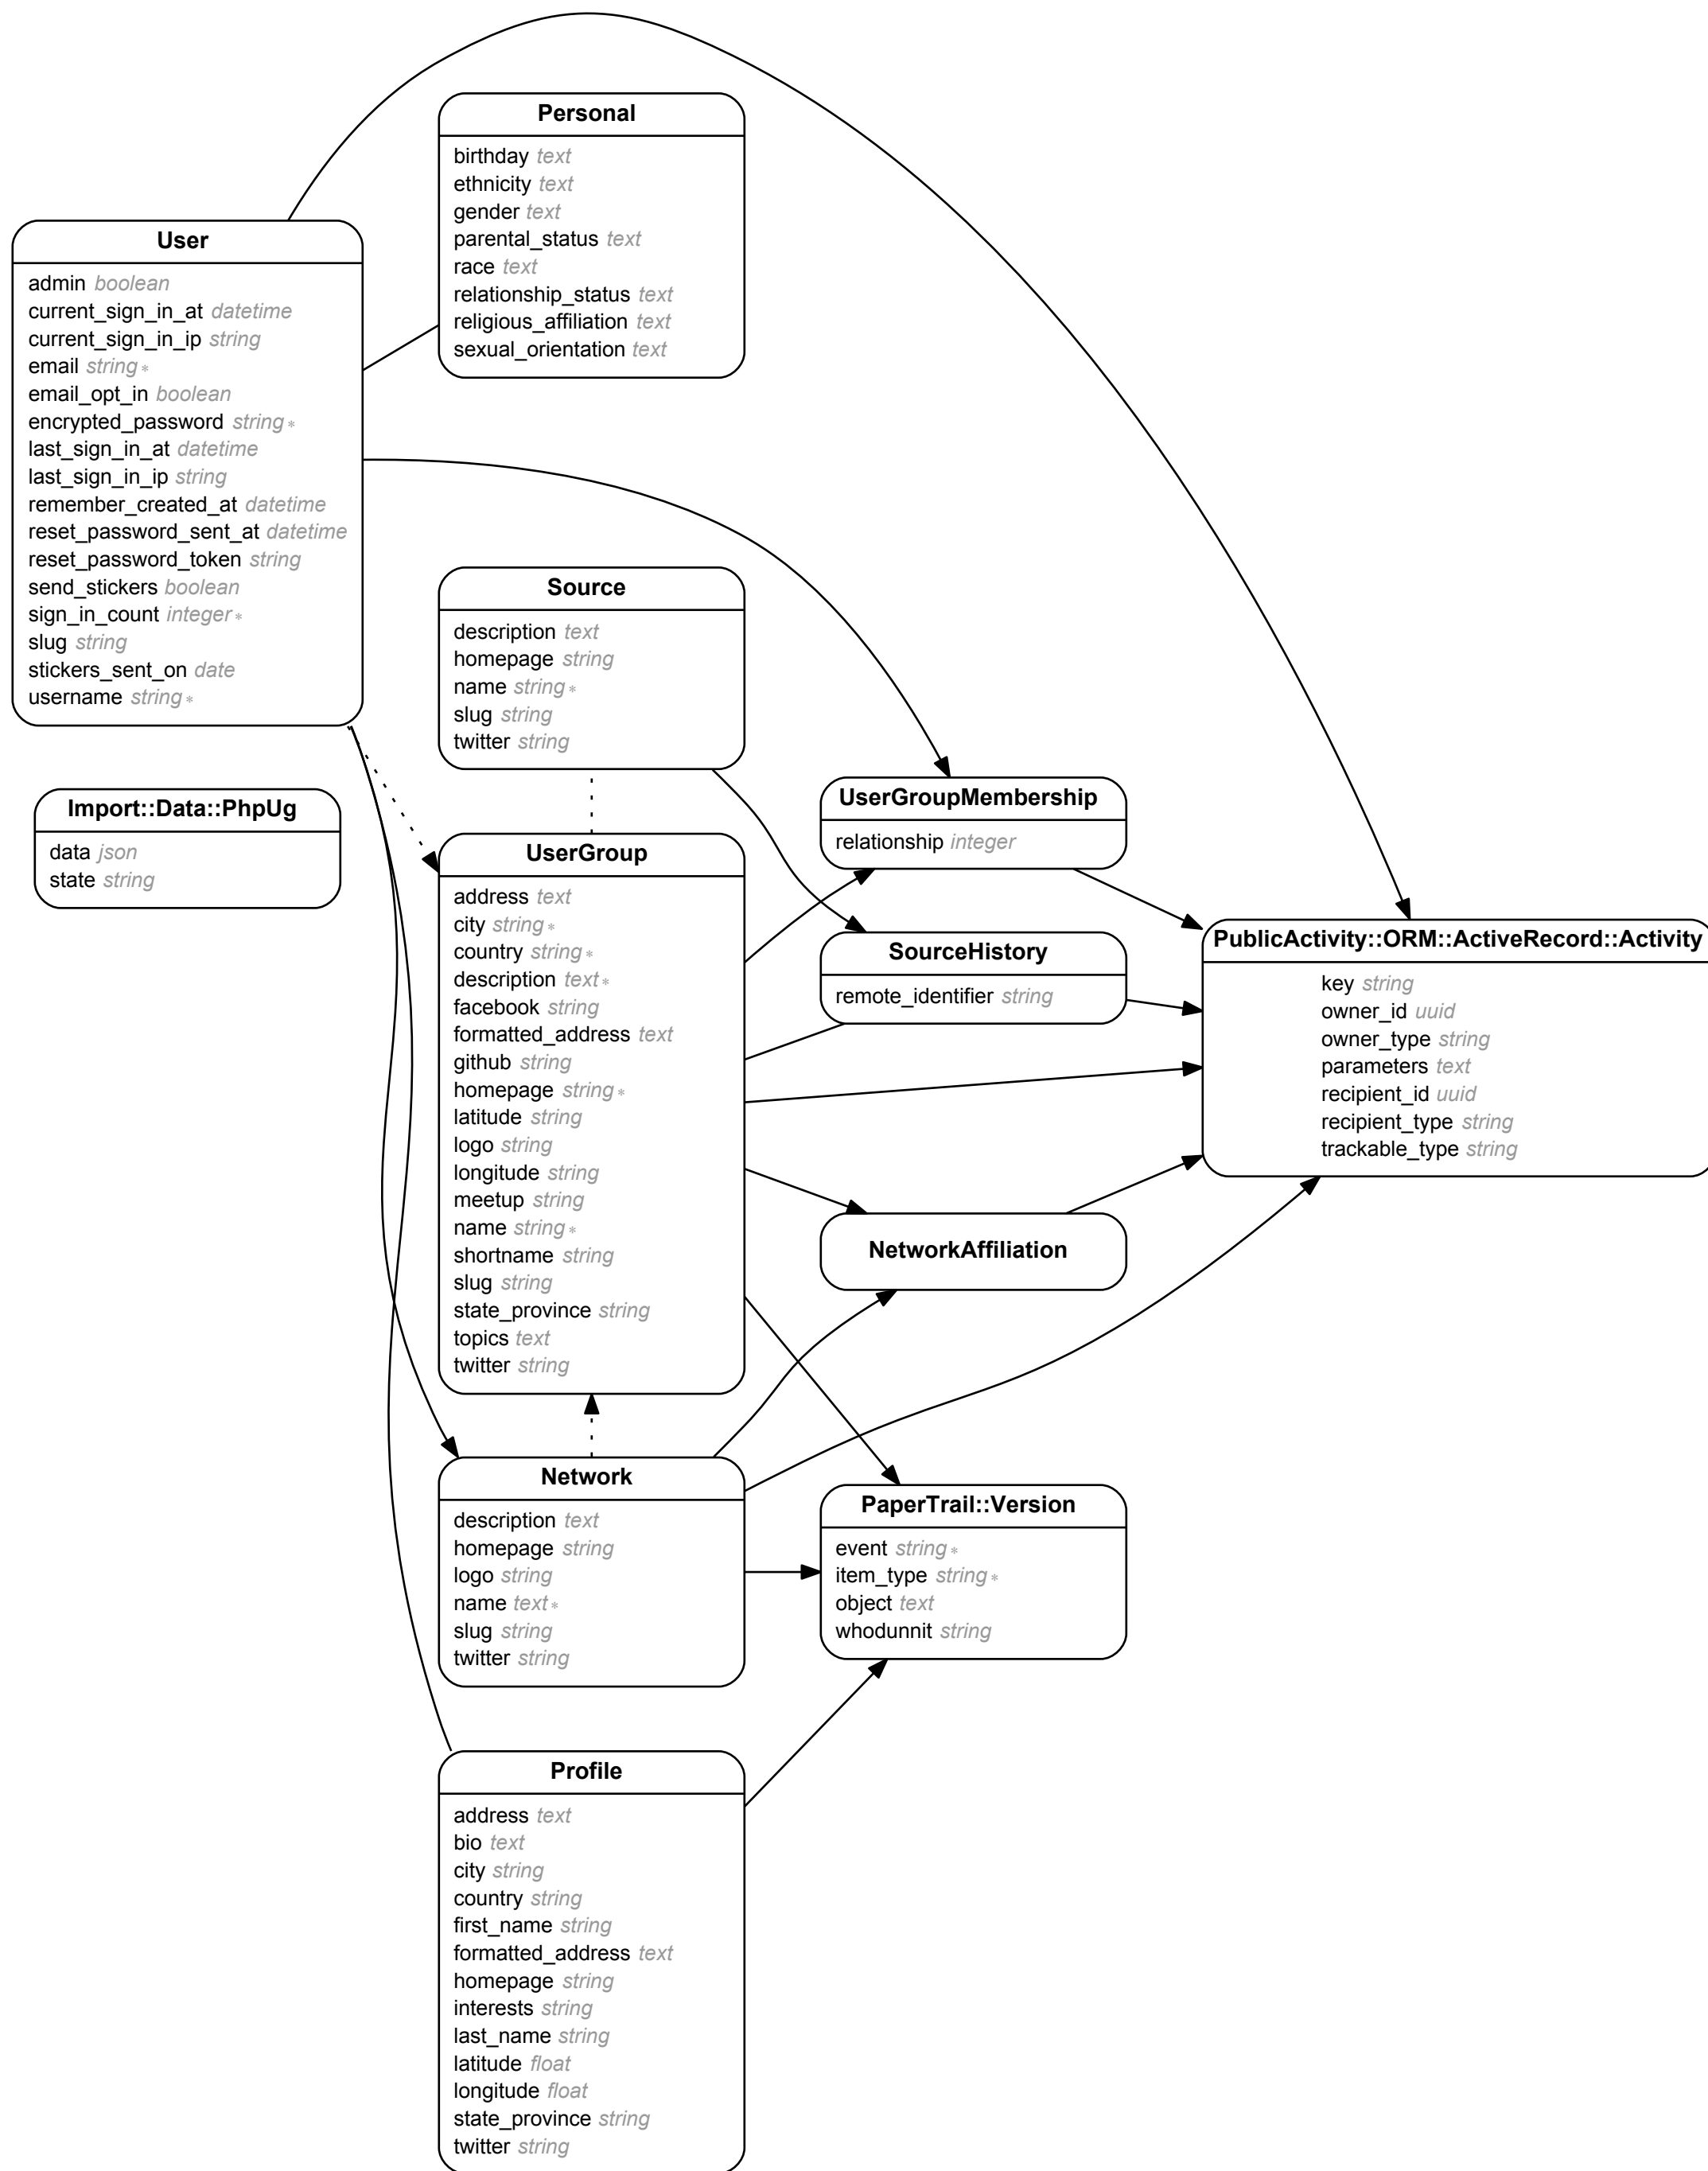 Personal
birthday text
ethnicity text
gender text
parental_status text
race text
relationship_status text
religious_affiliation text
sexual_orientation text
User
admin boolean
current_sign_in_at datetime
current_sign_in_ip string
email string *
email_opt_in boolean
encrypted_password string *
last_sign_in_at datetime
last_sign_in_ip string
remember_created_at datetime
reset_password_sent_at datetime
reset_password_token string
send_stickers boolean
sign_in_count integer *
slug string
stickers_sent_on date
username string *
Source
description text
homepage string
name string *
slug string
twitter string
Import::Data::PhpUg
data json
state string
UserGroup
address text
city string *
country string *
description text *
facebook string
formatted_address text
github string
homepage string *
latitude string
logo string
longitude string
meetup string
name string *
shortname string
slug string
state_province string
topics text
twitter string
UserGroupMembership
relationship integer
SourceHistory
remote_identifier string
PublicActivity::ORM::ActiveRecord::Activity
key string
owner_id uuid
owner_type string
parameters text
recipient_id uuid
recipient_type string
trackable_type string
NetworkAffiliation
Network
description text
homepage string
logo string
name text *
slug string
twitter string
PaperTrail::Version
event string *
item_type string *
object text
whodunnit string
Profile
address text
bio text
city string
country string
first_name string
formatted_address text
homepage string
interests string
last_name string
latitude float
longitude float
state_province string
twitter string